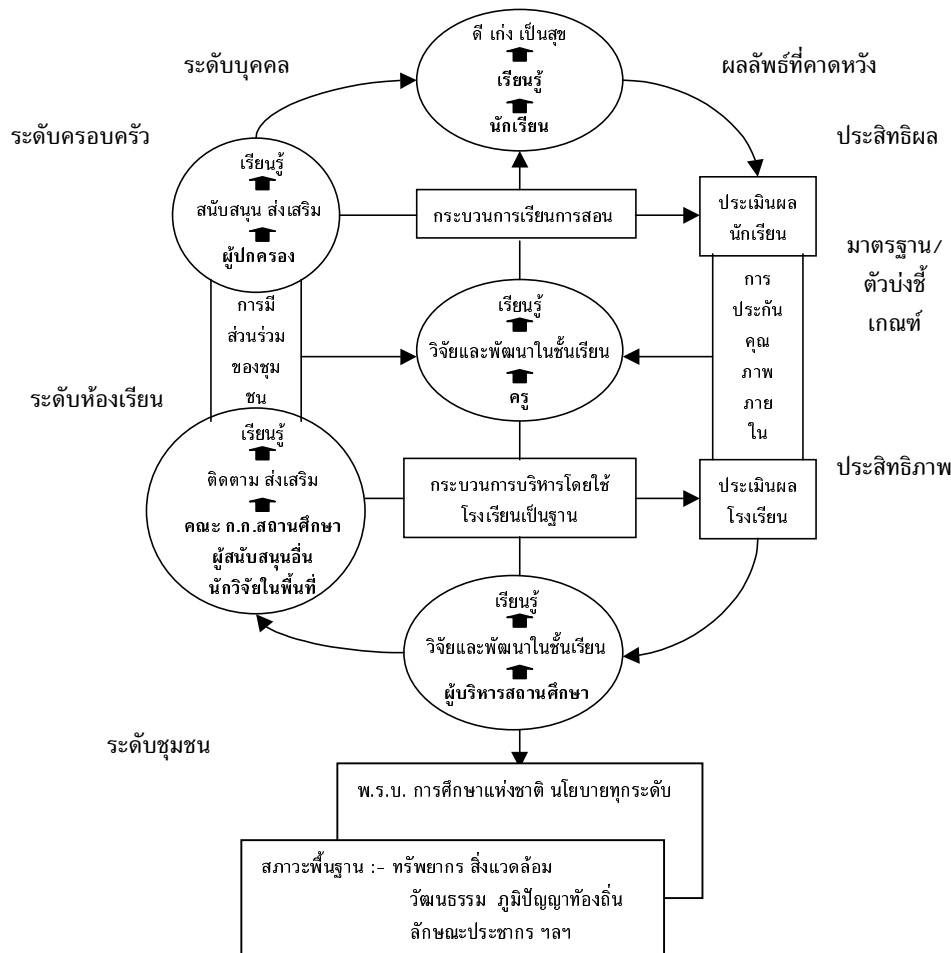 ดี เก่ง เป็นสุข
ระดับบุคคล
ผลลัพธ์ที่คาดหวัง
เรียนรู้
นักเรียน
ระดับครอบครัว
ประสิทธิผล
เรียนรู้
สนับสนุน ส่งเสริม
ผู้ปกครอง
กระบวนการเรียนการสอน
ประเมินผล
นักเรียน
มาตรฐาน/
ตัวบ่งชี้
เกณฑ์
การมี
ส่วนร่วม
ของชุม
ชน
เรียนรู้
วิจัยและพัฒนาในชั้นเรียน
ครู
การ
ประกัน
คุณ
ภาพ
ภาย
ใน
ระดับห้องเรียน
เรียนรู้
ติดตาม ส่งเสริม
คณะ ก.ก.สถานศึกษา
ผู้สนับสนุนอื่น
นักวิจัยในพื้นที่
กระบวนการบริหารโดยใช้
โรงเรียนเป็นฐาน
ประเมินผล
โรงเรียน
ประสิทธิภาพ
เรียนรู้
วิจัยและพัฒนาในชั้นเรียน
ผู้บริหารสถานศึกษา
ระดับชุมชน
พ.ร.บ. การศึกษาแห่งชาติ นโยบายทุกระดับ
สภาวะพื้นฐาน :- ทรัพยากร สิ่งแวดล้อม
วัฒนธรรม ภูมิปัญญาท้องถิ่น
ลักษณะประชากร ฯลฯ